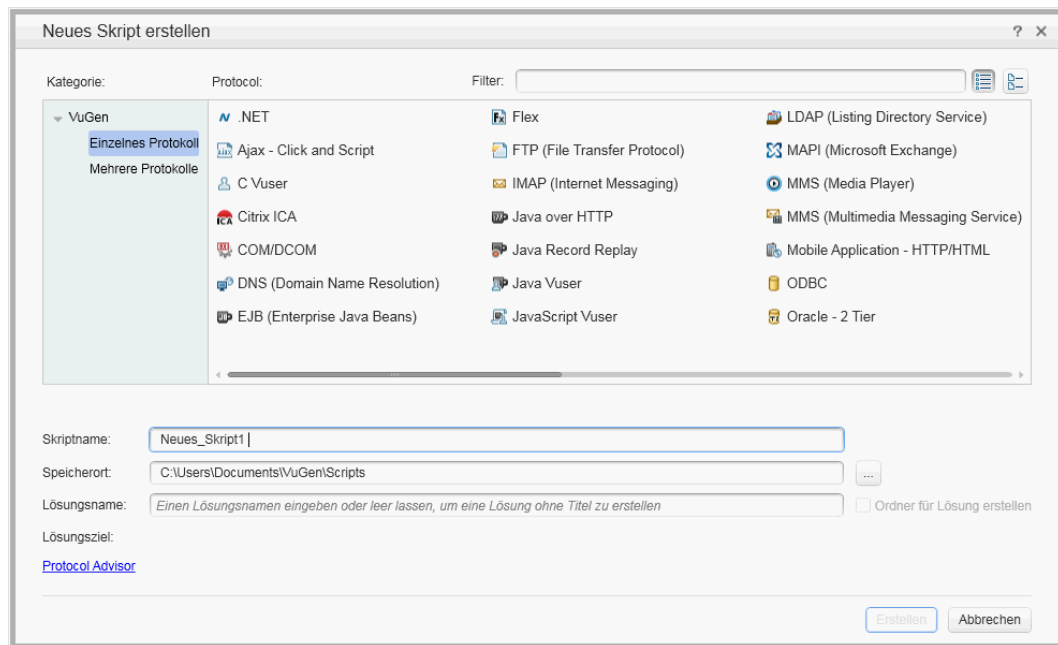 Neues Skript erstellen
? ×
Kategorie: Protocol: Filter:
VuGen
Einzelnes Protokoll
Mehrere Protokolle
.NET
Ajax - Click and Script
C Vuser
Citrix ICA
COM/DCOM
DNS (Domain Name Resolution)
EJB (Enterprise Java Beans)
Flex
FTP (File Transfer Protocol)
IMAP (Internet Messaging)
Java over HTTP
Java Record Replay
Java Vuser
JavaScript Vuser
LDAP (Listing Directory Service)
MAPI (Microsoft Exchange)
MMS (Media Player)
MMS (Multimedia Messaging Service)
Mobile Application - HTTP/HTML
ODBC
Oracle - 2 Tier
Skriptname: Neues_Skript1
Speicherort: C:\Users\Documents\VuGen\Scripts ...
Lösungsname: Einen Lösungsnamen eingeben oder leer lassen, um eine Lösung ohne Titel zu erstellen Ordner für Lösung erstellen
Lösungsziel:
Protocol Advisor
Erstellen Abbrechen